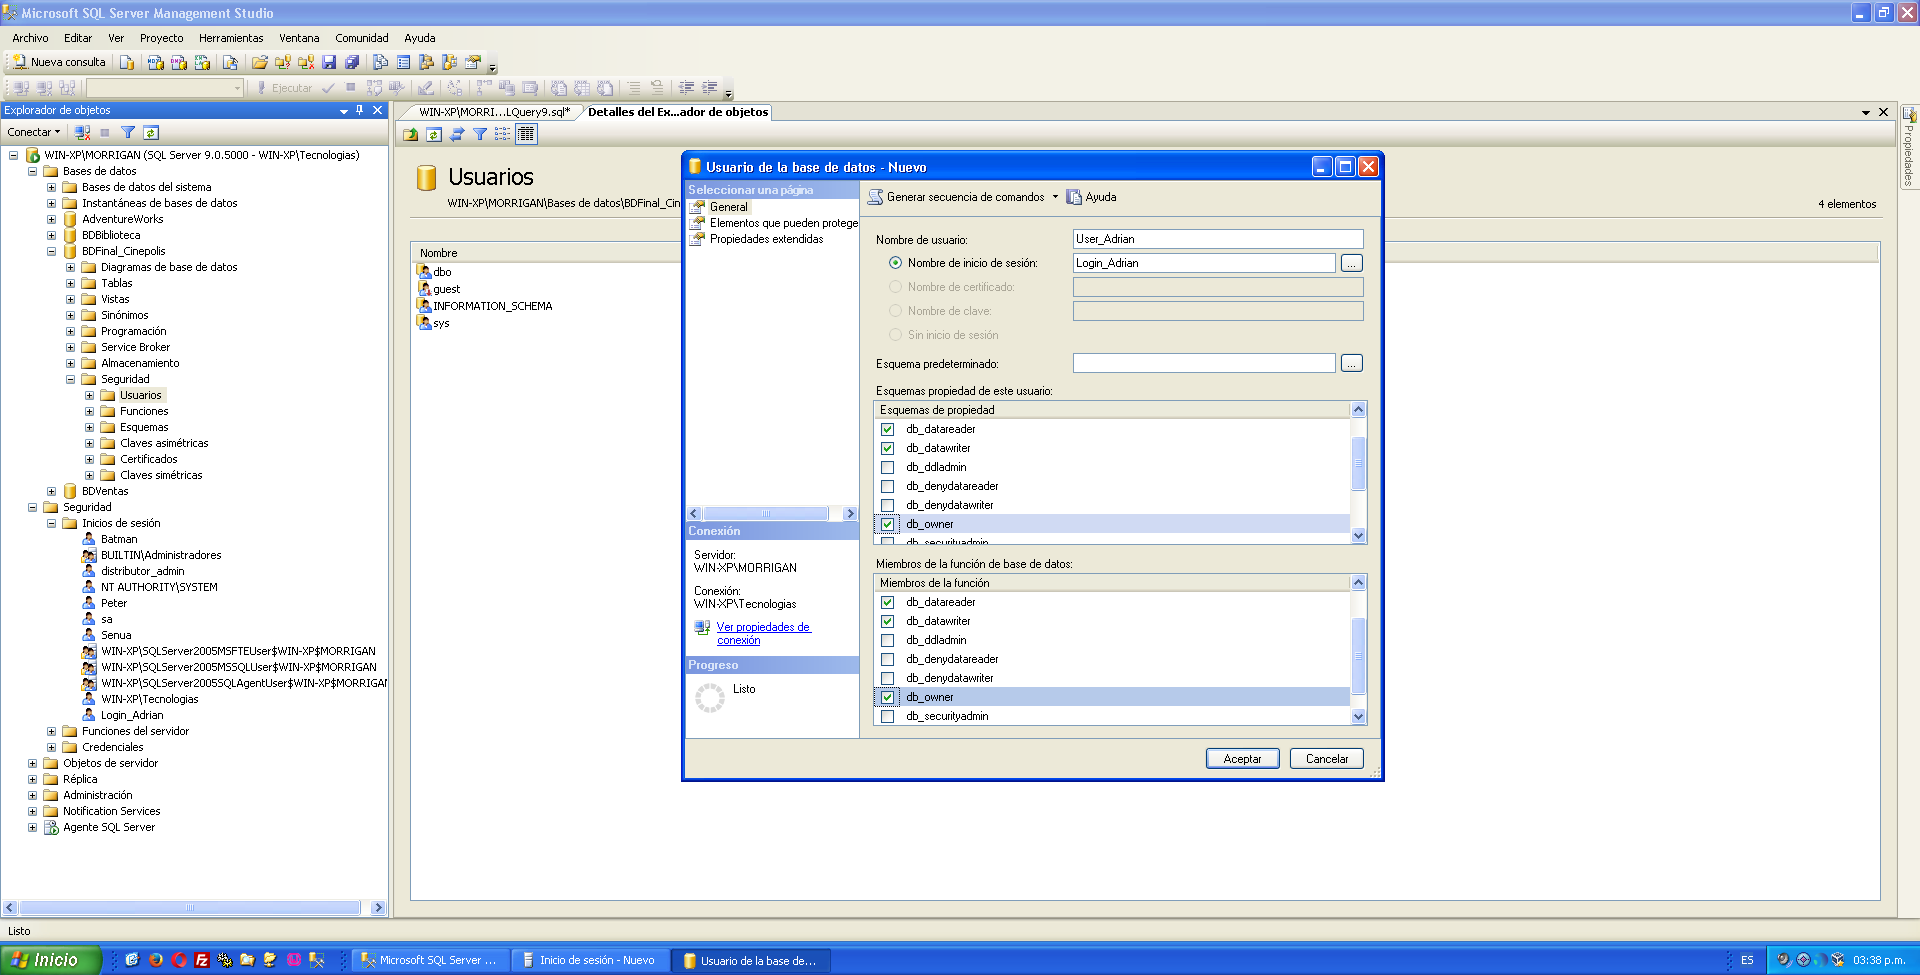 Microsoft SQL Server Management Studio
Archivo Editar Ver Proyecto Herramientas Ventana Comunidad Ayuda
Nueva consulta
Ejecutar
Explorador de objetos
Conectar
WIN-XP\MORRIGAN (SQL Server 9.0.5000 - WIN-XP\Tecnologias)
Bases de datos
Bases de datos del sistema
Instantáneas de bases de datos
AdventureWorks
BDBiblioteca
BDFinal_Cinepolis
Diagramas de base de datos
Tablas
Vistas
Sinónimos
Programación
Service Broker
Almacenamiento
Seguridad
Usuarios
Funciones
Esquemas
Claves asimétricas
Certificados
Claves simétricas
BDVentas
Seguridad
Inicios de sesión
Batman
BUILTIN\Administradores
distributor_admin
NT AUTHORITY\SYSTEM
Peter
sa
Senua
WIN-XP\SQLServer2005MSFTEUser$WIN-XP$MORRIGAN
WIN-XP\SQLServer2005MSSQLUser$WIN-XP$MORRIGAN
WIN-XP\SQLServer2005SQLAgentUser$WIN-XP$MORRIGAN
WIN-XP\Tecnologias
Login_Adrian
Funciones del servidor
Credenciales
Objetos de servidor
Réplica
Administración
Notification Services
Agente SQL Server
WIN-XP\MORRI...LQuery9.sql* Detalles del Ex...ador de objetos
Usuarios
WIN-XP\MORRIGAN\Bases de datos\BDFinal_Cin
4 elementos
Nombre
dbo
guest
INFORMATION_SCHEMA
sys
Propiedades
Usuario de la base de datos - Nuevo
Seleccionar una página
General
Elementos que pueden protege
Propiedades extendidas
Conexión
Servidor:
WIN-XP\MORRIGAN
Conexión:
WIN-XP\Tecnologias
Ver propiedades de
conexión
Progreso
Listo
Generar secuencia de comandos Ayuda
Nombre de usuario: User_Adrian
Nombre de inicio de sesión: Login_Adrian ...
Nombre de certificado:
Nombre de clave:
Sin inicio de sesión
Esquema predeterminado: ...
Esquemas propiedad de este usuario:
Esquemas de propiedad
db_datareader
db_datawriter
db_ddladmin
db_denydatareader
db_denydatawriter
db_owner
db_securityadmin
Miembros de la función de base de datos:
Miembros de la función
db_datareader
db_datawriter
db_ddladmin
db_denydatareader
db_denydatawriter
db_owner
db_securityadmin
Aceptar Cancelar
Listo
Inicio Microsoft SQL Server ... Inicio de sesión - Nuevo Usuario de la base de... ES 03:38 p.m.